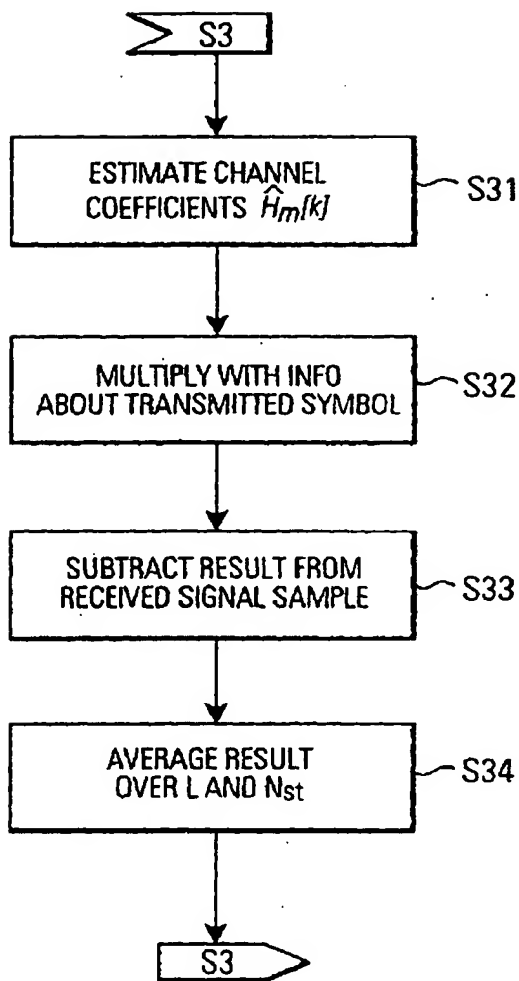 S3
ESTIMATE CHANNEL
COEFFICIENTS Ĥm[k]
S31
MULTIPLY WITH INFO
ABOUT TRANSMITTED SYMBOL
S32
SUBTRACT RESULT FROM
RECEIVED SIGNAL SAMPLE
S33
AVERAGE RESULT
OVER L AND Nst
S34
S3